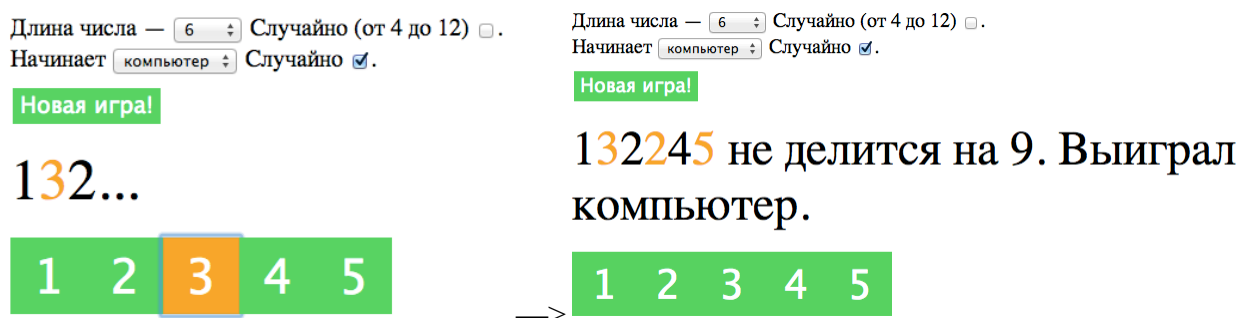 Длина числа — 6 Случайно (от 4 до 12) .
Начинает компьютер Случайно .
Новая игра!
132...
1 2 3 4 5
—>
Длина числа — 6 Случайно (от 4 до 12) .
Начинает компьютер Случайно .
Новая игра!
132245 не делится на 9. Выиграл
компьютер.
1 2 3 4 5